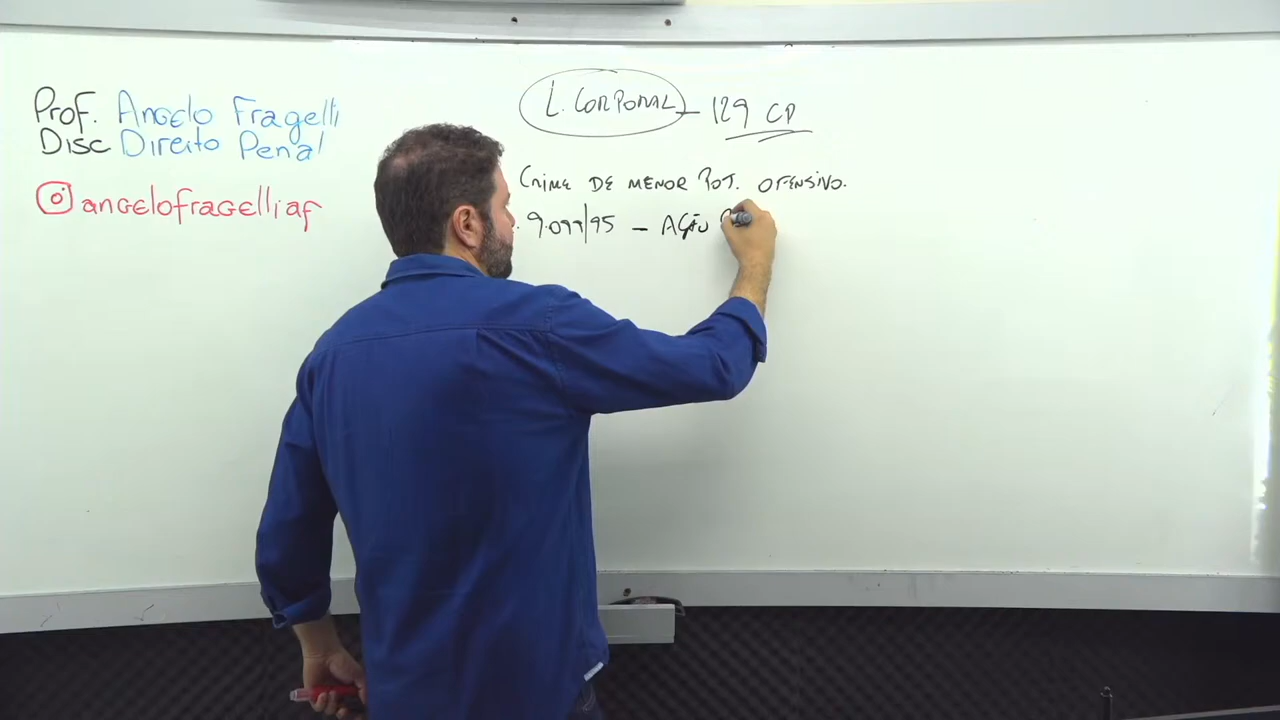 Prof. Angelo Fragelli
Disc Direito Penal
angelofragelliaf
L. CORPORAL — 129 CP
CRIME DE MENOR POT. OFENSIVO.
9.099/95 — AÇÃO